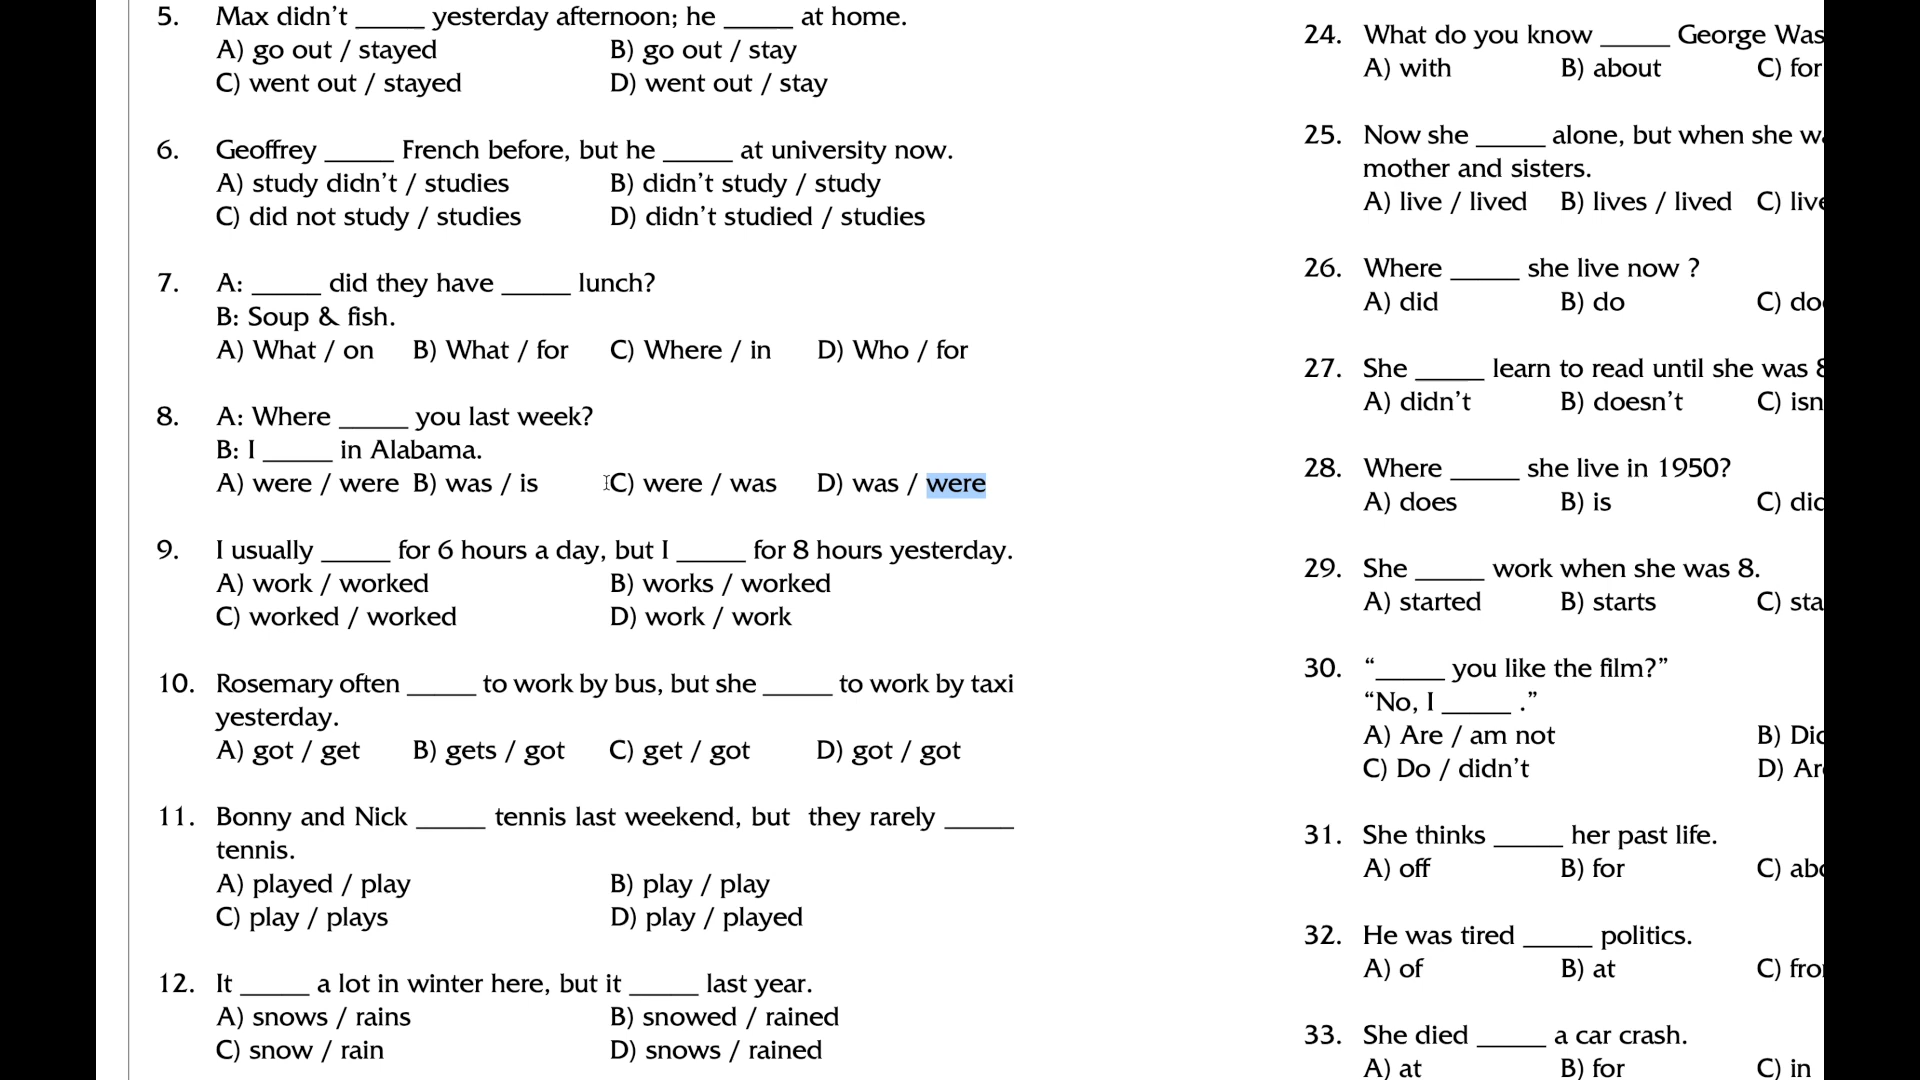 5. Max didn't _____ yesterday afternoon; he _____ at home.
A) go out / stayed B) go out / stay
C) went out / stayed D) went out / stay
6. Geoffrey _____ French before, but he _____ at university now.
A) study didn't / studies B) didn't study / study
C) did not study / studies D) didn't studied / studies
7. A: _____ did they have _____ lunch?
B: Soup & fish.
A) What / on B) What / for C) Where / in D) Who / for
8. A: Where _____ you last week?
B: I _____ in Alabama.
A) were / were B) was / is C) were / was D) was / were
9. I usually _____ for 6 hours a day, but I _____ for 8 hours yesterday.
A) work / worked B) works / worked
C) worked / worked D) work / work
10. Rosemary often _____ to work by bus, but she _____ to work by taxi
yesterday.
A) got / get B) gets / got C) get / got D) got / got
11. Bonny and Nick _____ tennis last weekend, but they rarely _____
tennis.
A) played / play B) play / play
C) play / plays D) play / played
12. It _____ a lot in winter here, but it _____ last year.
A) snows / rains B) snowed / rained
C) snow / rain D) snows / rained
24. What do you know _____ George Was
A) with B) about C) for
25. Now she _____ alone, but when she w
mother and sisters.
A) live / lived B) lives / lived C) live
26. Where _____ she live now ?
A) did B) do C) do
27. She _____ learn to read until she was 8
A) didn't B) doesn't C) isn
28. Where _____ she live in 1950?
A) does B) is C) did
29. She _____ work when she was 8.
A) started B) starts C) sta
30. "_____ you like the film?"
"No, I _____ ."
A) Are / am not B) Did
C) Do / didn't D) Ar
31. She thinks _____ her past life.
A) off B) for C) abo
32. He was tired _____ politics.
A) of B) at C) fro
33. She died _____ a car crash.
A) at B) for C) in